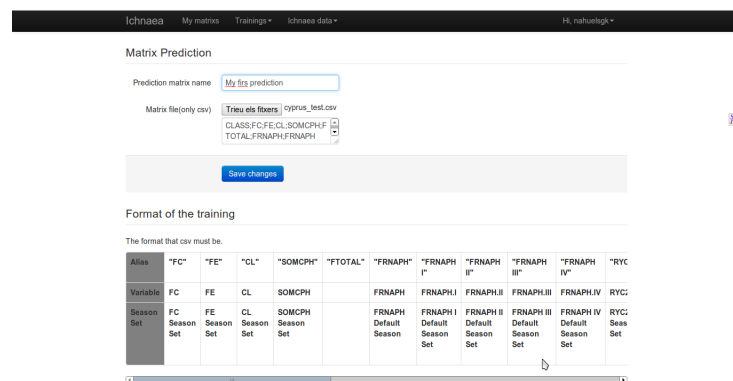 Ichnaea My matrixs Trainings Ichnaea data Hi, nahuelsgk
Matrix Prediction
Prediction matrix name My firs prediction
Matrix file(only csv) Trieu els fitxers cyprus_test.csv
CLASS;FC;FE;CL;SOMCPH;F
TOTAL;FRNAPH;FRNAPH
Save changes
Format of the training
The format that csv must be.
Alias "FC" "FE" "CL" "SOMCPH" "FTOTAL" "FRNAPH" "FRNAPH "FRNAPH "FRNAPH "FRNAPH "RYC
I" II" III" IV"
Variable FC FE CL SOMCPH FRNAPH FRNAPH.I FRNAPH.II FRNAPH.III FRNAPH.IV RYC2
Season FC FE CL SOMCPH FRNAPH FRNAPH I FRNAPH II FRNAPH III FRNAPH IV RYC2
Set Season Season Season Season Default Default Default Default Default Seas
Set Set Set Set Season Season Season Season Season Set
Set Set Set Set